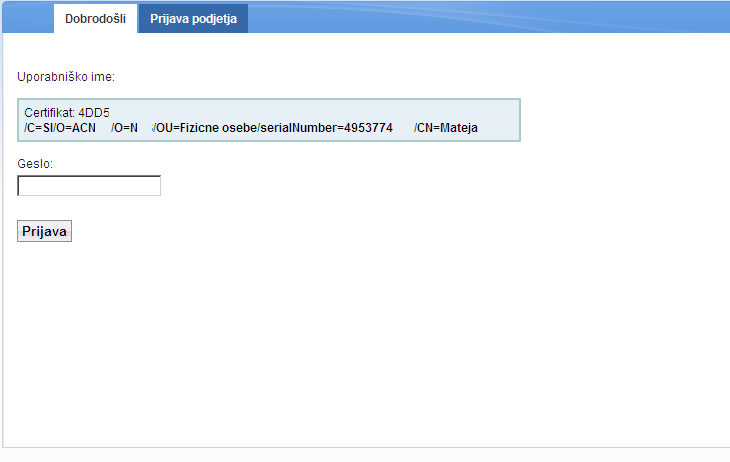 Dobrodošli Prijava podjetja
Uporabniško ime:
Certifikat: 4DD5
/C=SI/O=ACN /O=N /OU=Fizicne osebe/serialNumber=4953774 /CN=Mateja
Geslo:
Prijava